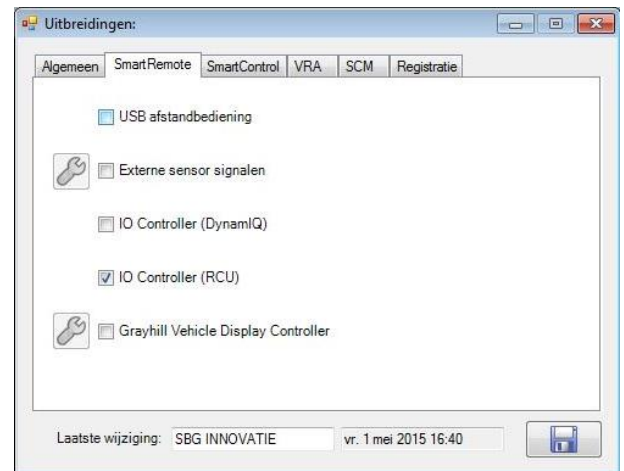 Uitbreidingen:
Algemeen SmartRemote SmartControl VRA SCM Registratie
USB afstandbediening
Externe sensor signalen
IO Controller (DynamIQ)
IO Controller (RCU)
Grayhill Vehicle Display Controller
Laatste wijziging: SBG INNOVATIE vr. 1 mei 2015 16:40